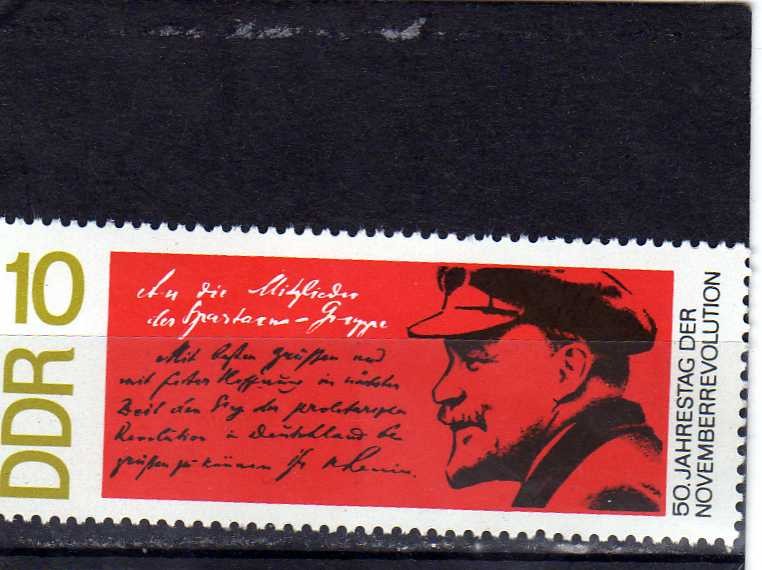 10
DDR
An die Mitglieder
der Spartacus-Gruppe
Mit besten Grüßen und
mit fester Hoffnung in nächster
Zeit den Sieg der proletarischen
Revolution in Deutschland be
grüßen zu können Ihr N Lenin.
50. JAHRESTAG DER
NOVEMBERREVOLUTION